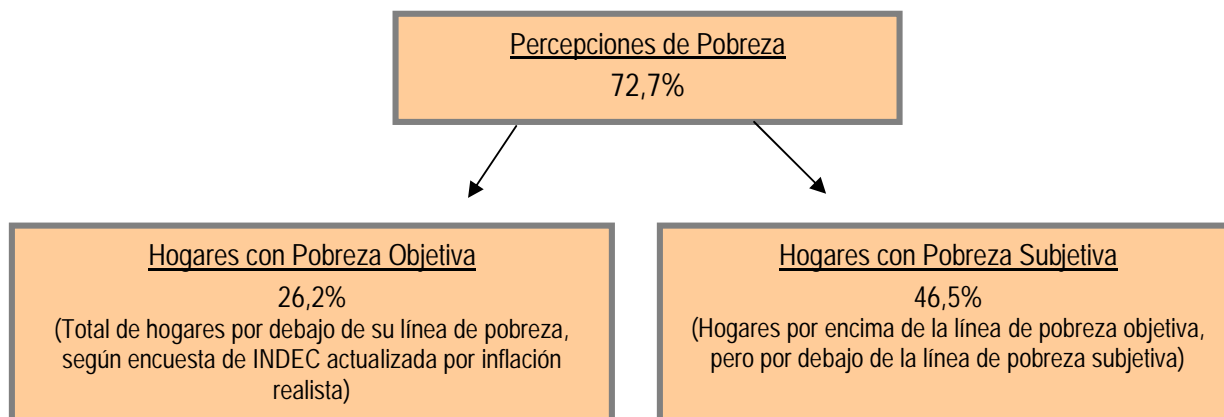 Percepciones de Pobreza
72,7%
Hogares con Pobreza Objetiva
26,2%
(Total de hogares por debajo de su línea de pobreza,
según encuesta de INDEC actualizada por inflación
realista)
Hogares con Pobreza Subjetiva
46,5%
(Hogares por encima de la línea de pobreza objetiva,
pero por debajo de la línea de pobreza subjetiva)